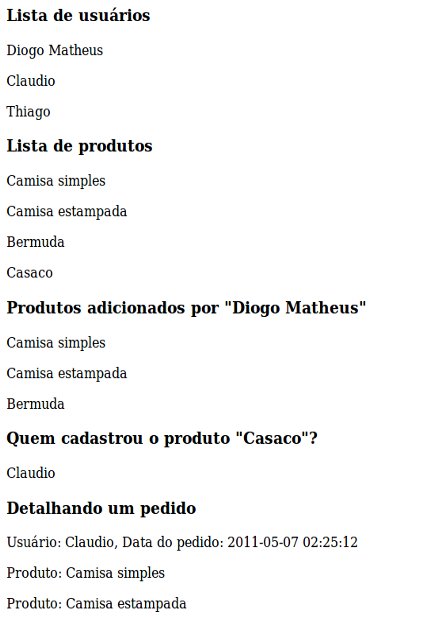 Lista de usuários
Diogo Matheus
Claudio
Thiago
Lista de produtos
Camisa simples
Camisa estampada
Bermuda
Casaco
Produtos adicionados por "Diogo Matheus"
Camisa simples
Camisa estampada
Bermuda
Quem cadastrou o produto "Casaco"?
Claudio
Detalhando um pedido
Usuário: Claudio, Data do pedido: 2011-05-07 02:25:12
Produto: Camisa simples
Produto: Camisa estampada